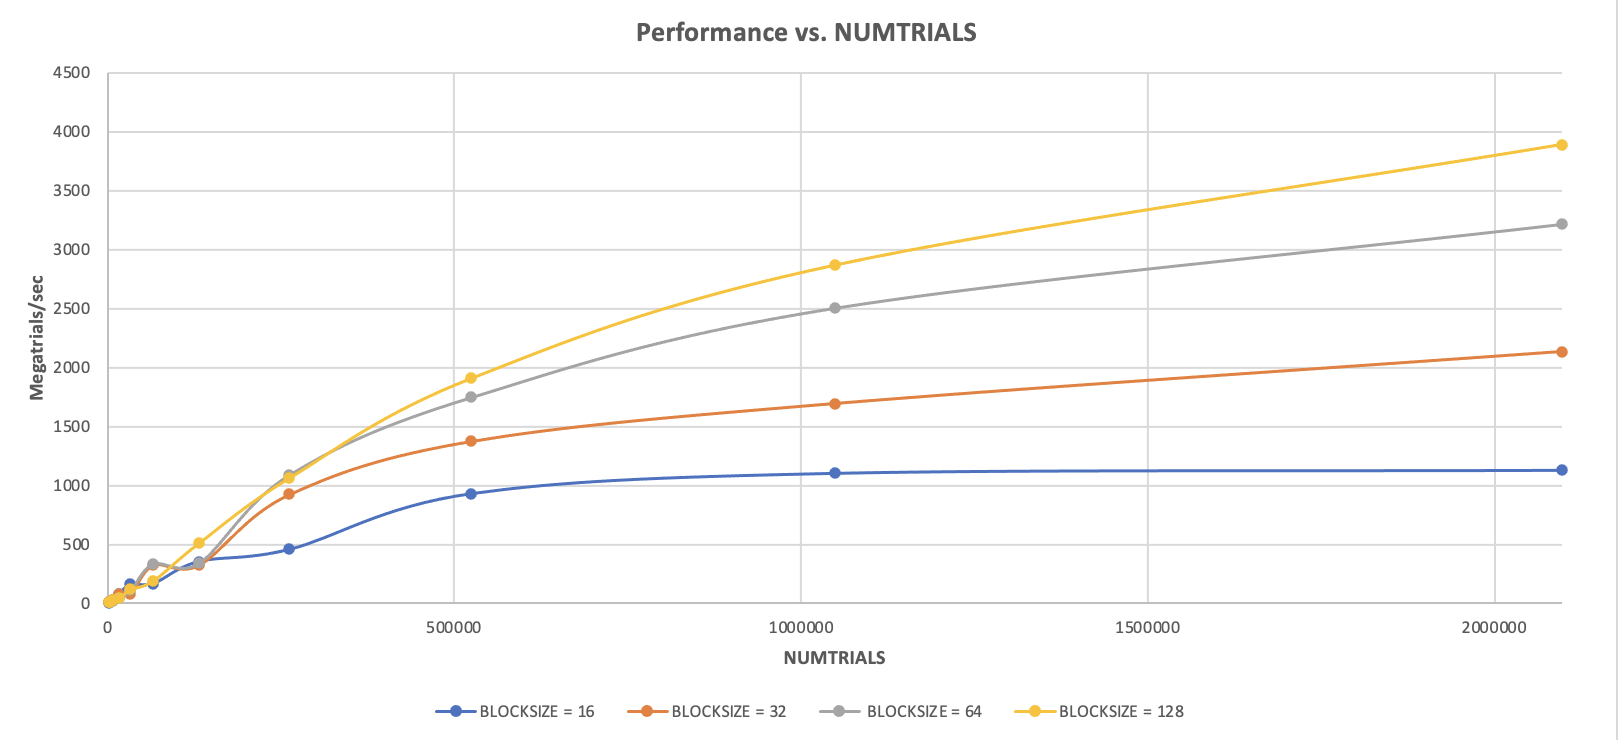 Performance vs. NUMTRIALS
4500
4000
3500
3000
2500
2000
1500
1000
500
0
Megatrials/sec
0 500000 1000000 1500000 2000000
NUMTRIALS
BLOCKSIZE = 16 BLOCKSIZE = 32 BLOCKSIZE = 64 BLOCKSIZE = 128